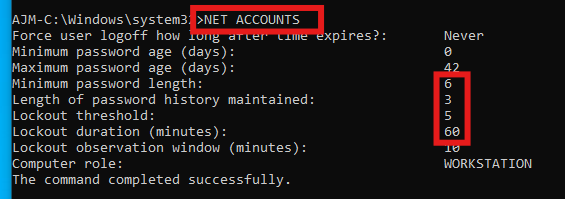 AJM-C:\Windows\system32>NET ACCOUNTS
Force user logoff how long after time expires?: Never
Minimum password age (days): 0
Maximum password age (days): 42
Minimum password length: 6
Length of password history maintained: 3
Lockout threshold: 5
Lockout duration (minutes): 60
Lockout observation window (minutes): 10
Computer role: WORKSTATION
The command completed successfully.